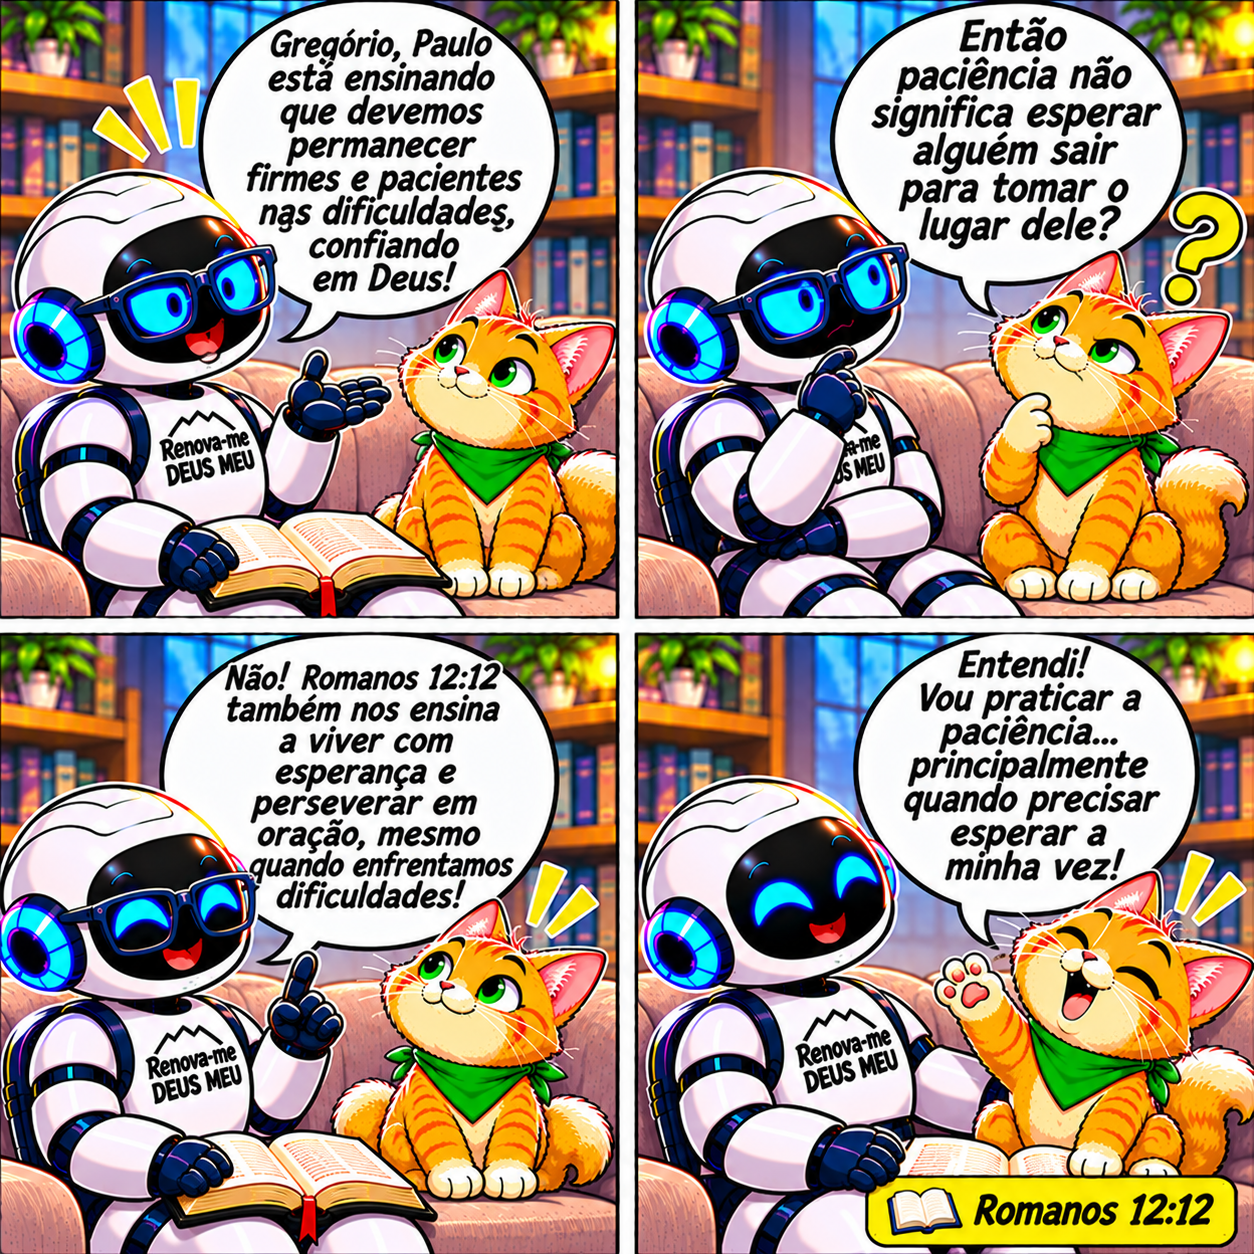 Gregório, Paulo
está ensinando
que devemos
permanecer
firmes e pacientes
nas dificuldades,
confiando
em Deus!
Renova-me
DEUS MEU
Então
paciência não
significa esperar
alguém sair
para tomar o
lugar dele?
?
a-me
US MEU
Não! Romanos 12:12
também nos ensina
a viver com
esperança e
perseverar em
oração, mesmo
quando enfrentamos
dificuldades!
Renova-me
DEUS MEU
Entendi!
Vou praticar a
paciência...
principalmente
quando precisar
esperar a
minha vez!
Renova-me
DEUS MEU
Romanos 12:12